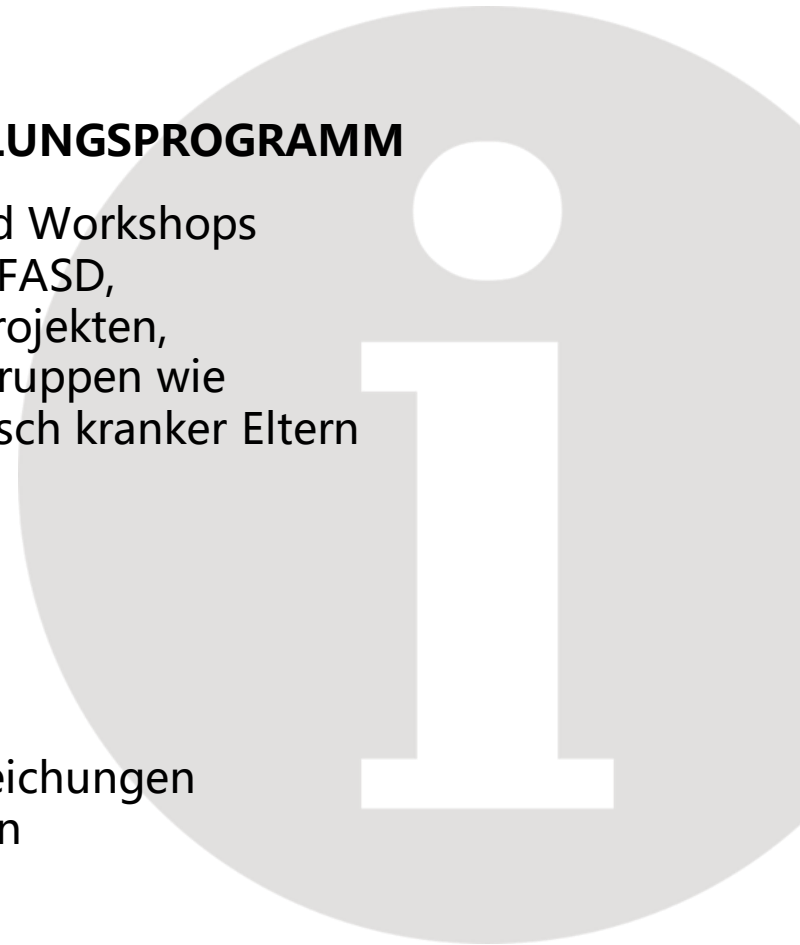 LUNGSPROGRAMM
d Workshops
FASD,
rojekten,
ruppen wie
sch kranker Eltern
eichungen
n